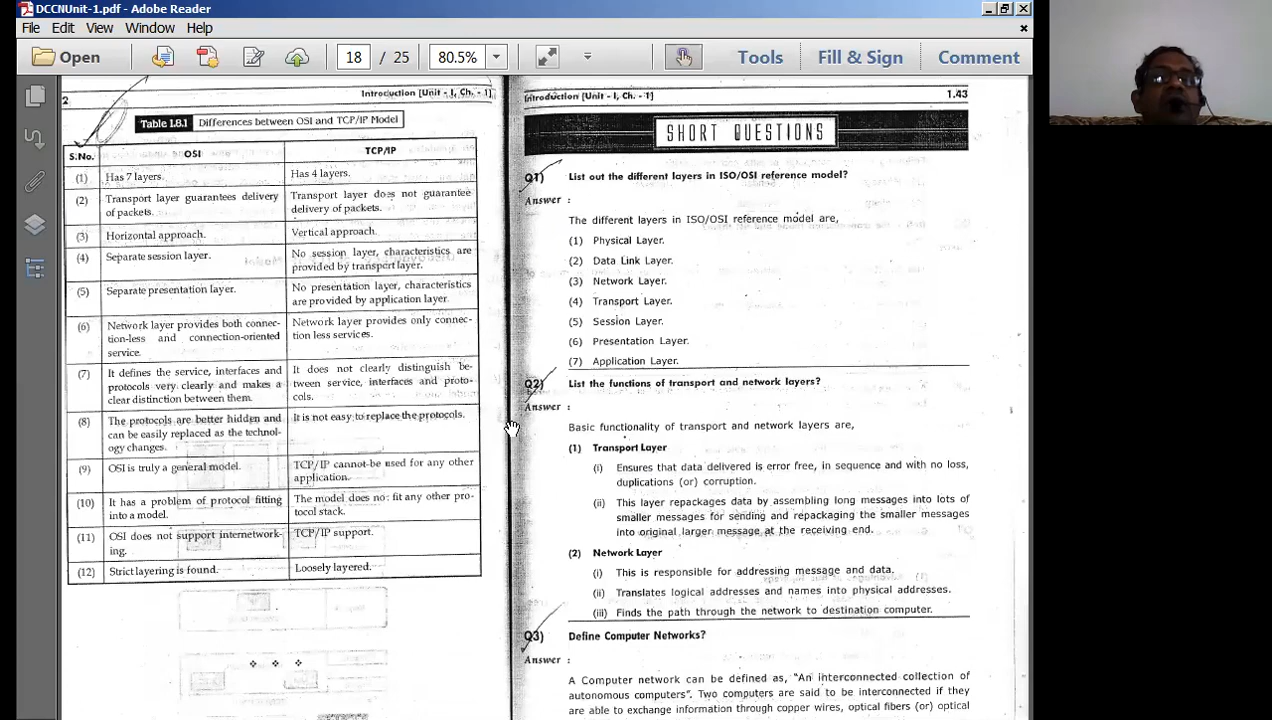 DCCNUnit-1.pdf - Adobe Reader
File Edit View Window Help
Open 18 / 25 80.5% Tools Fill & Sign Comment
2 Introduction [Unit - I, Ch. - 1]
Table 1.8.1 Differences between OSI and TCP/IP Model
S.No. OSI TCP/IP
(1) Has 7 layers. Has 4 layers.
(2) Transport layer guarantees delivery Transport layer does not guarantee
of packets. delivery of packets.
(3) Horizontal approach. Vertical approach.
(4) Separate session layer. No session layer, characteristics are
provided by transport layer.
(5) Separate presentation layer. No presentation layer, characteristics
are provided by application layer.
(6) Network layer provides both connec- Network layer provides only connec-
tion-less and connection-oriented tion less services.
service.
(7) It defines the service, interfaces and It does not clearly distinguish be-
protocols very clearly and makes a tween service, interfaces and proto-
clear distinction between them. cols.
(8) The protocols are better hidden and It is not easy to replace the protocols.
can be easily replaced as the technol-
ogy changes.
(9) OSI is truly a general model. TCP/IP cannot be used for any other
application.
(10) It has a problem of protocol fitting The model does not fit any other pro-
into a model. tocol stack.
(11) OSI does not support internetwork- TCP/IP support.
ing.
(12) Strict layering is found. Loosely layered.
Introduction [Unit - I, Ch. - 1] 1.43
SHORT QUESTIONS
Q1) List out the different layers in ISO/OSI reference model?
Answer :
The different layers in ISO/OSI reference model are,
(1) Physical Layer.
(2) Data Link Layer.
(3) Network Layer.
(4) Transport Layer.
(5) Session Layer.
(6) Presentation Layer.
(7) Application Layer.
Q2) List the functions of transport and network layers?
Answer :
Basic functionality of transport and network layers are,
(1) Transport Layer
(i) Ensures that data delivered is error free, in sequence and with no loss,
duplications (or) corruption.
(ii) This layer repackages data by assembling long messages into lots of
smaller messages for sending and repackaging the smaller messages
into original larger message at the receiving end.
(2) Network Layer
(i) This is responsible for addressing message and data.
(ii) Translates logical addresses and names into physical addresses.
(iii) Finds the path through the network to destination computer.
Q3) Define Computer Networks?
Answer :
A Computer network can be defined as, "An interconnected collection of
autonomous computers". Two computers are said to be interconnected if they
are able to exchange information through copper wires, optical fibers (or) optical